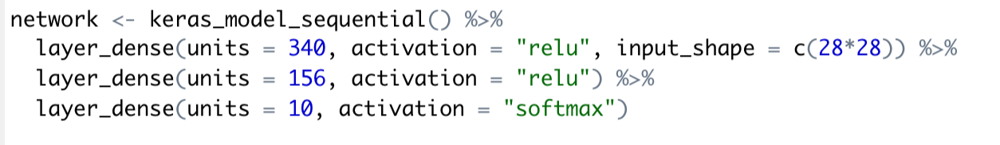 network <- keras_model_sequential() %>%
  layer_dense(units = 340, activation = "relu", input_shape = c(28*28)) %>%
  layer_dense(units = 156, activation = "relu") %>%
  layer_dense(units = 10, activation = "softmax")